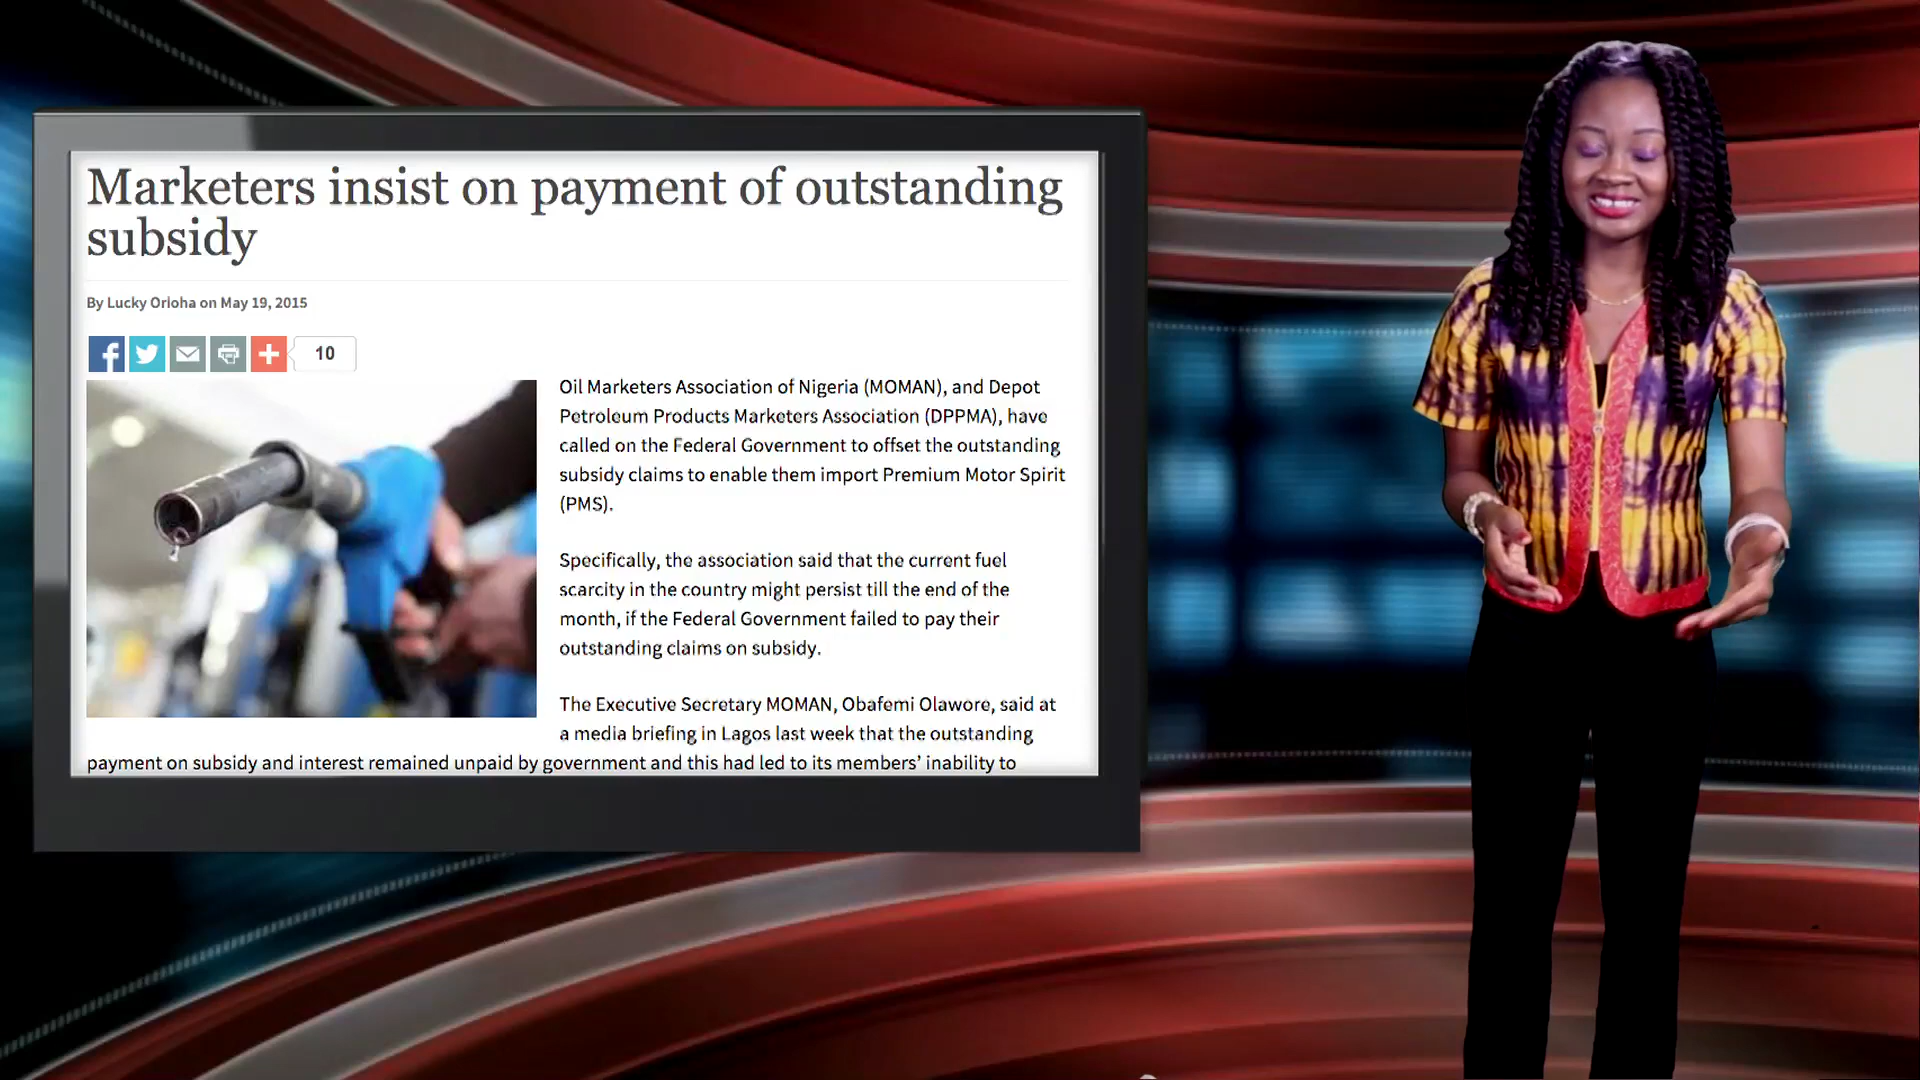 Marketers insist on payment of outstanding
subsidy
By Lucky Orioha on May 19, 2015
10
Oil Marketers Association of Nigeria (MOMAN), and Depot
Petroleum Products Marketers Association (DPPMA), have
called on the Federal Government to offset the outstanding
subsidy claims to enable them import Premium Motor Spirit
(PMS).
Specifically, the association said that the current fuel
scarcity in the country might persist till the end of the
month, if the Federal Government failed to pay their
outstanding claims on subsidy.
The Executive Secretary MOMAN, Obafemi Olawore, said at
a media briefing in Lagos last week that the outstanding
payment on subsidy and interest remained unpaid by government and this had led to its members’ inability to